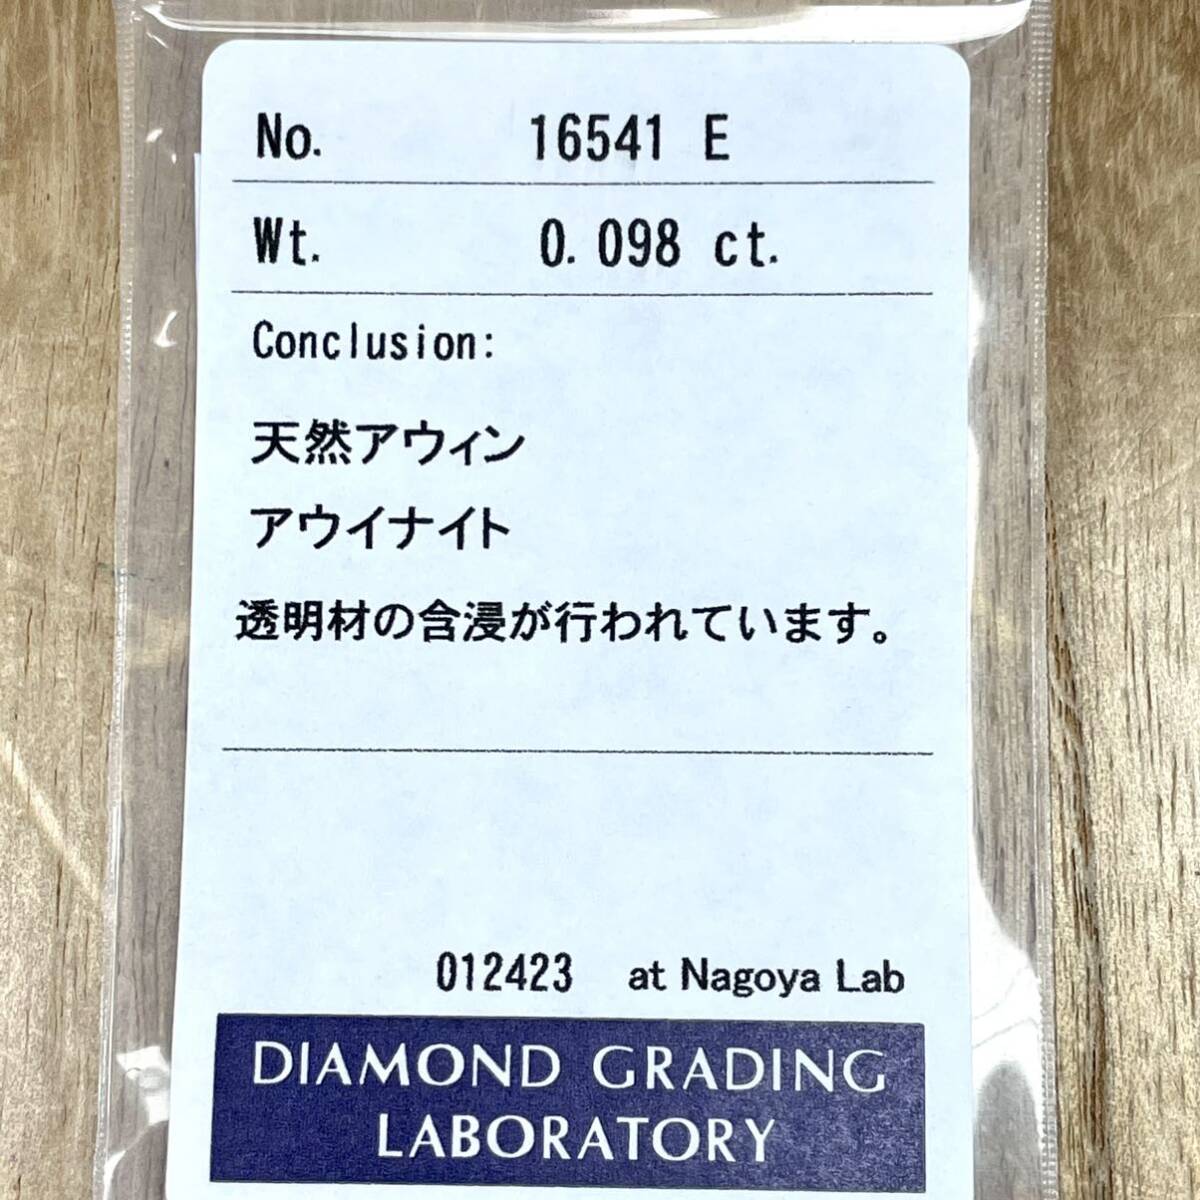 No. 16541 E
Wt. 0.098 ct.
Conclusion:
天然アウィン
アウイナイト
透明材の含浸が行われています。
012423 at Nagoya Lab
DIAMOND GRADING
LABORATORY